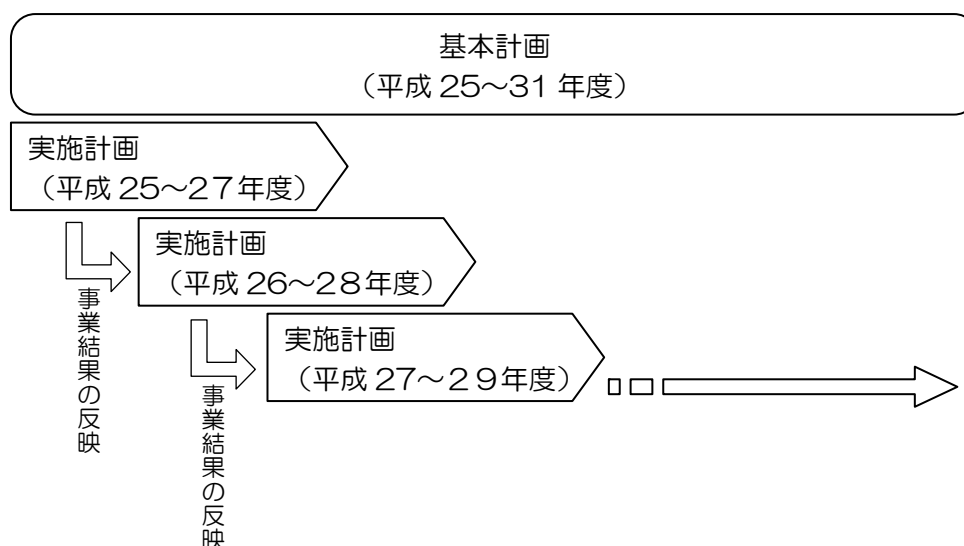 基本計画
（平成 25～31 年度）
実施計画
（平成 25～２7年度）
事業結果の反映
実施計画
（平成 26～２8年度）
事業結果の反映
実施計画
（平成 27～２９年度）